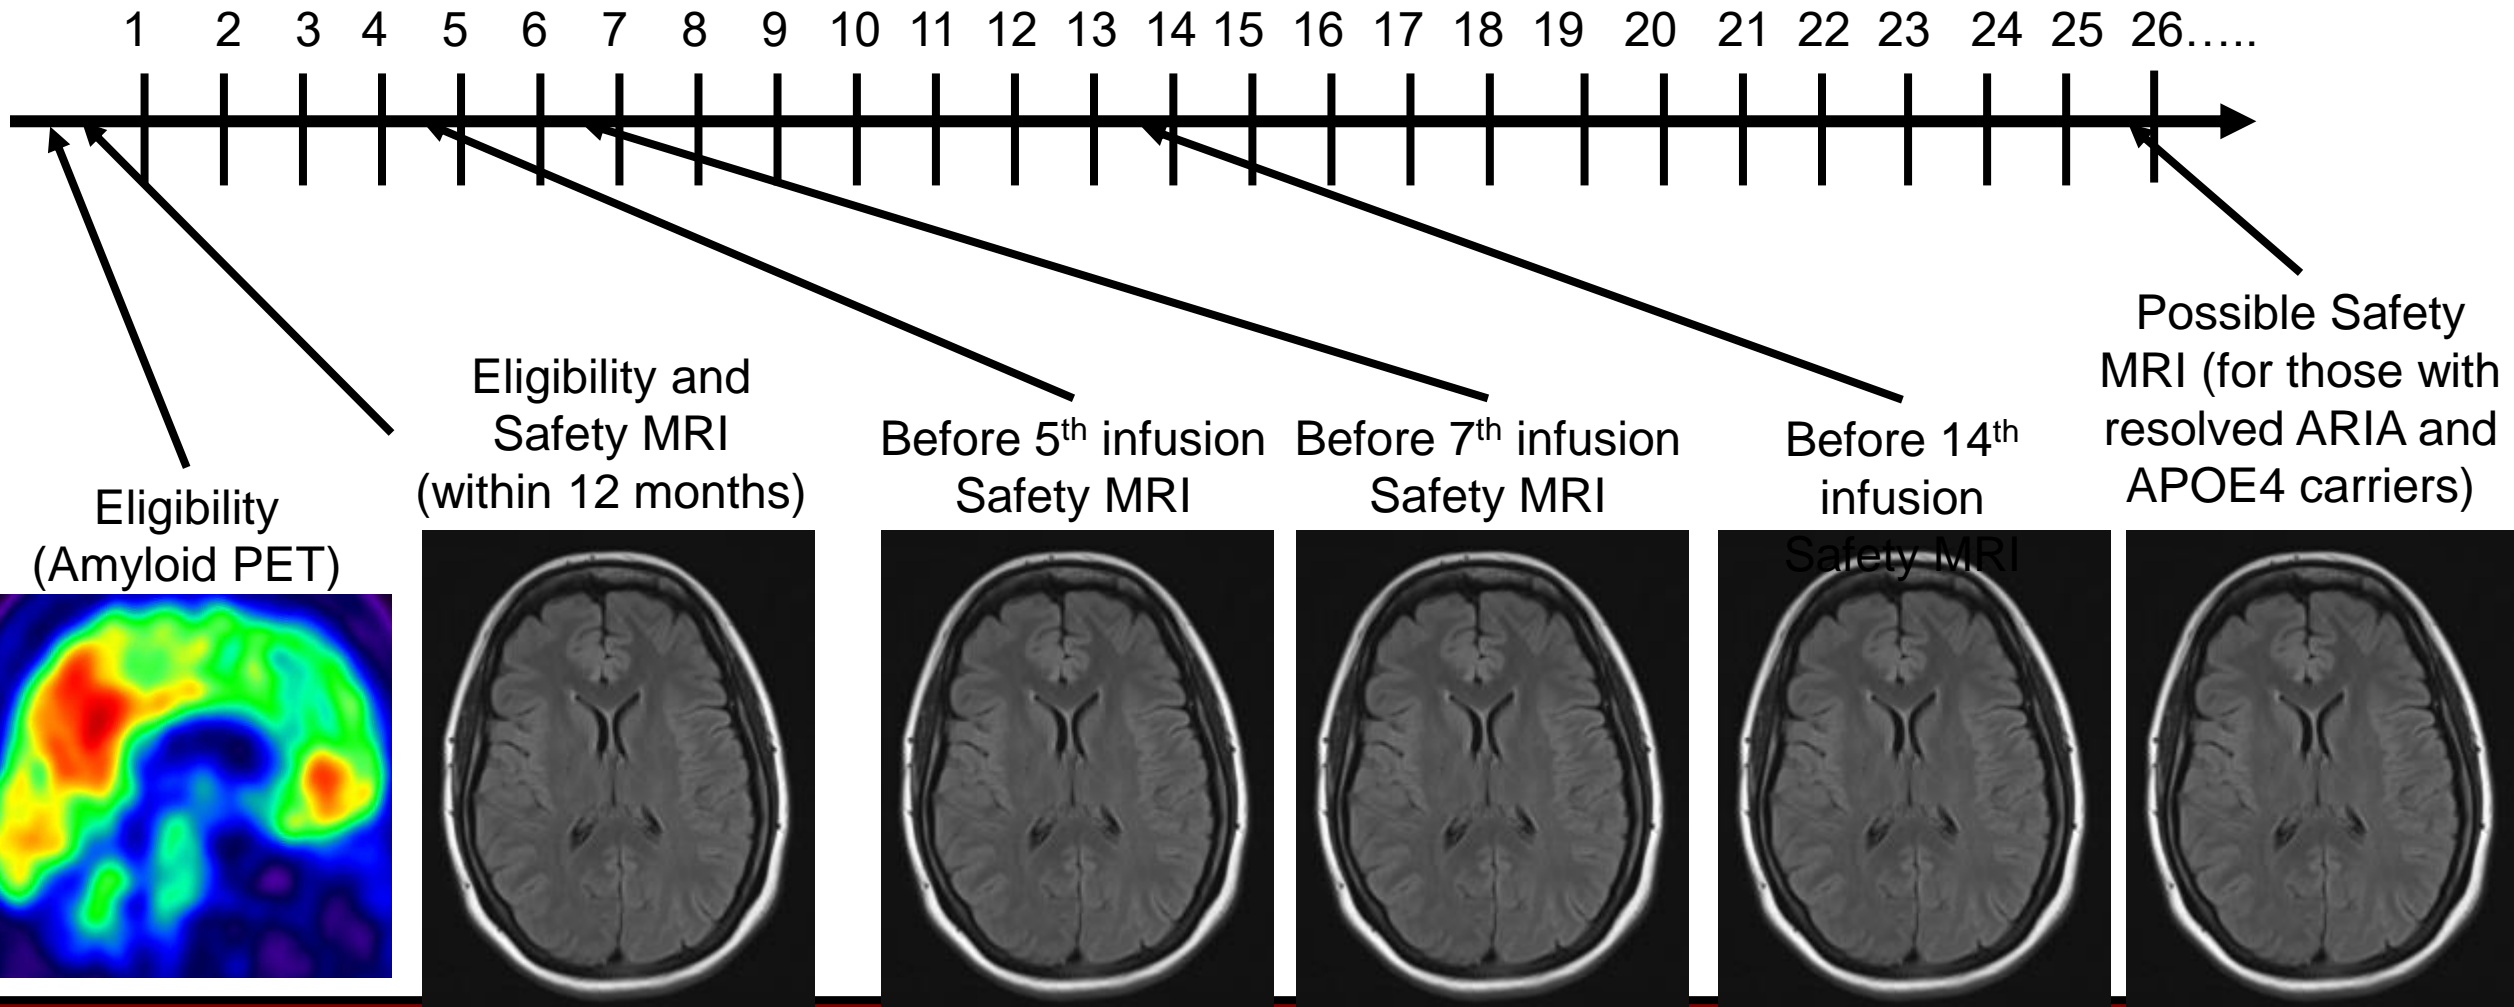 1 2 3 4 5 6 7 8 9 10 11 12 13 14 15 16 17 18 19 20 21 22 23 24 25 26…..
Eligibility
(Amyloid PET)
Eligibility and
Safety MRI
(within 12 months)
Before 5th infusion
Safety MRI
Before 7th infusion
Safety MRI
Before 14th
infusion
Safety MRI
Possible Safety
MRI (for those with
resolved ARIA and
APOE4 carriers)